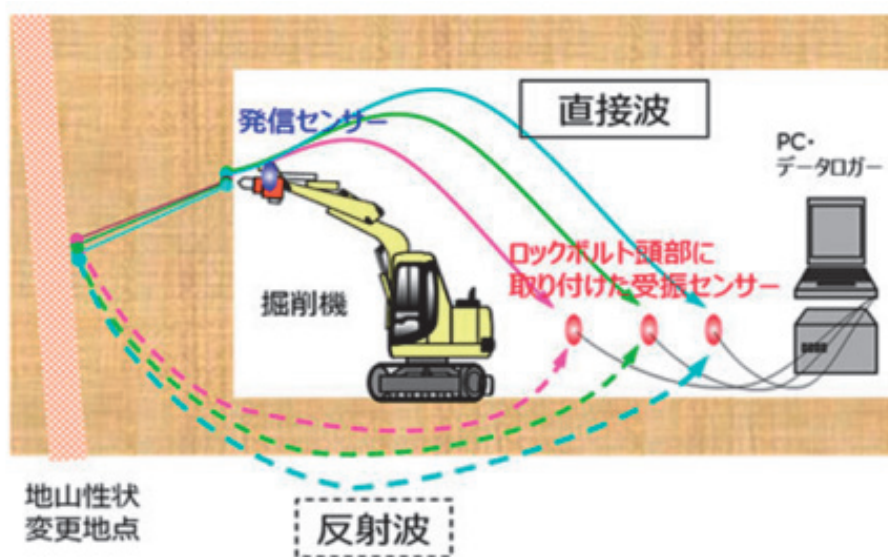 発信センサー
直接波
PC・
データロガー
ロックボルト頭部に
取り付けた受振センサー
掘削機
地山性状
変更地点
反射波